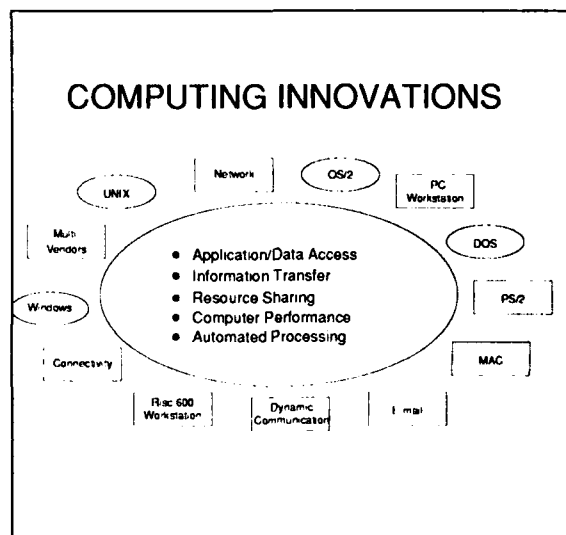 COMPUTING INNOVATIONS
Network
OS/2
UNIX
PC
Workstation
Multi
Vendors
DOS
• Application/Data Access
• Information Transfer
• Resource Sharing
• Computer Performance
• Automated Processing
Windows
PS/2
Connectivity
MAC
Risc 600
Workstation
Dynamic
Communication
E mail